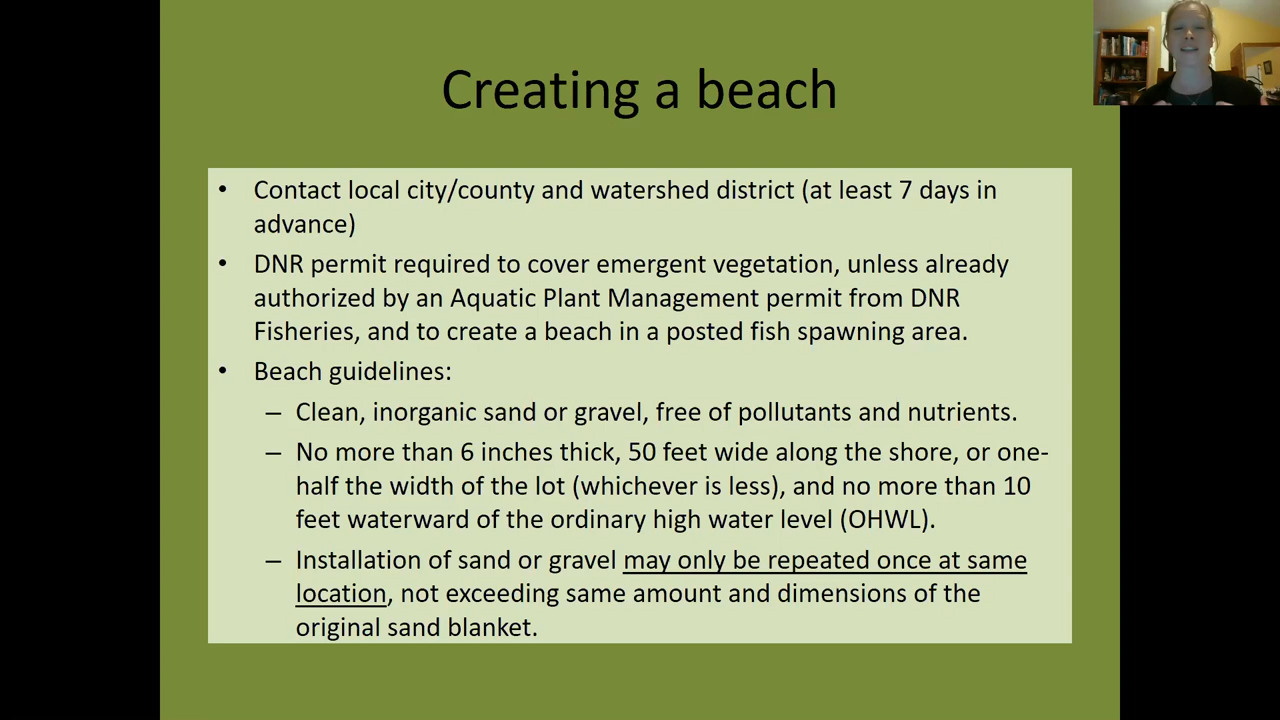 Creating a beach
• Contact local city/county and watershed district (at least 7 days in
advance)
• DNR permit required to cover emergent vegetation, unless already
authorized by an Aquatic Plant Management permit from DNR
Fisheries, and to create a beach in a posted fish spawning area.
• Beach guidelines:
– Clean, inorganic sand or gravel, free of pollutants and nutrients.
– No more than 6 inches thick, 50 feet wide along the shore, or one-
half the width of the lot (whichever is less), and no more than 10
feet waterward of the ordinary high water level (OHWL).
– Installation of sand or gravel may only be repeated once at same
location, not exceeding same amount and dimensions of the
original sand blanket.